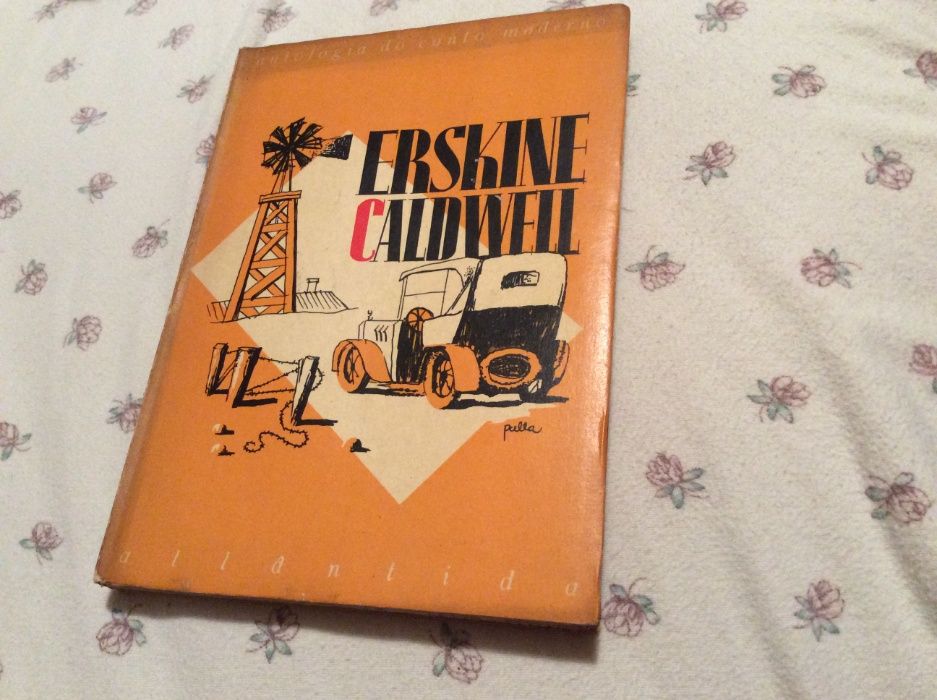 antologia do conto moderno
ERSKINE
CALDWELL
pulla
atlântida